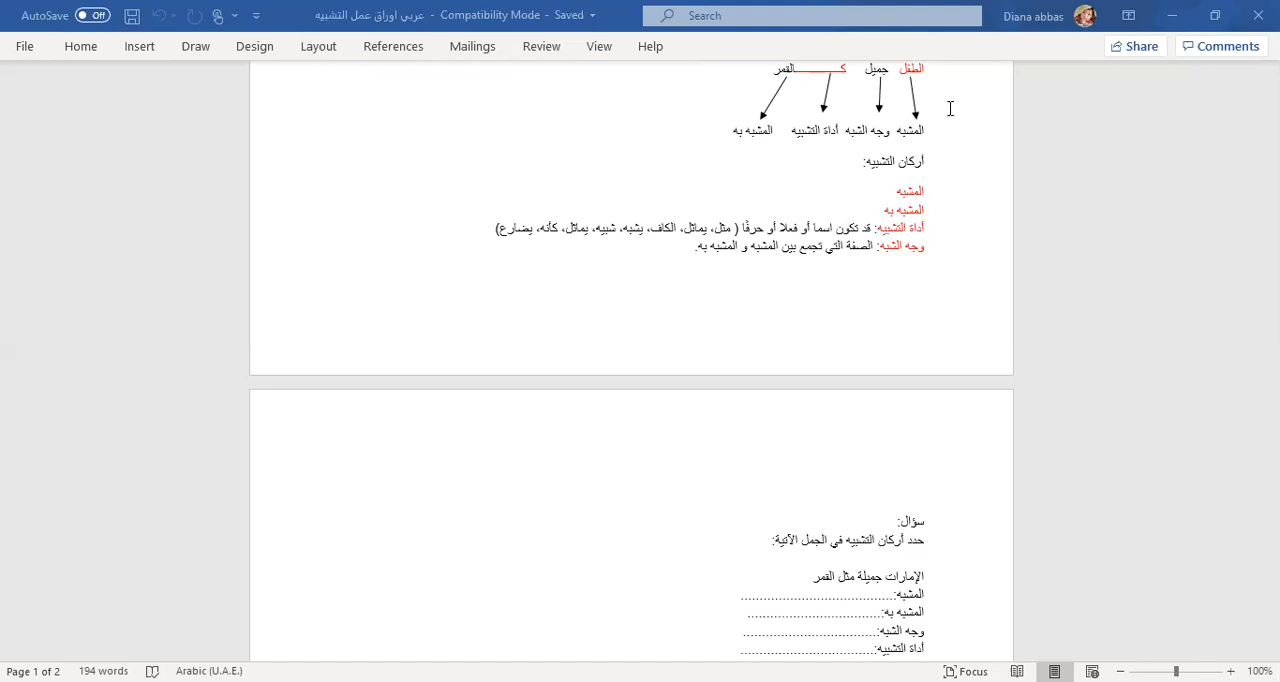 AutoSave Off عربي اوراق عمل التشبيه - Compatibility Mode - Saved Search Diana abbas
File Home Insert Draw Design Layout References Mailings Review View Help Share Comments
الطفل جميل كـــــــالقمر
المشبه وجه الشبه أداة التشبيه المشبه به
أركان التشبيه:
المشبه
المشبه به
أداة التشبيه: قد تكون اسما أو فعلا أو حرفًا ( مثل، يماثل، الكاف، يشبه، شبيه، يماثل، كأنه، يضارع)
وجه الشبه: الصفة التي تجمع بين المشبه و المشبه به.
سؤال:
حدد أركان التشبيه في الجمل الآتية:
الإمارات جميلة مثل القمر
المشبه:........................................
المشبه به:...................................
وجه الشبه:...................................
أداة التشبيه:...................................
Page 1 of 2 194 words Arabic (U.A.E.) Focus 100%